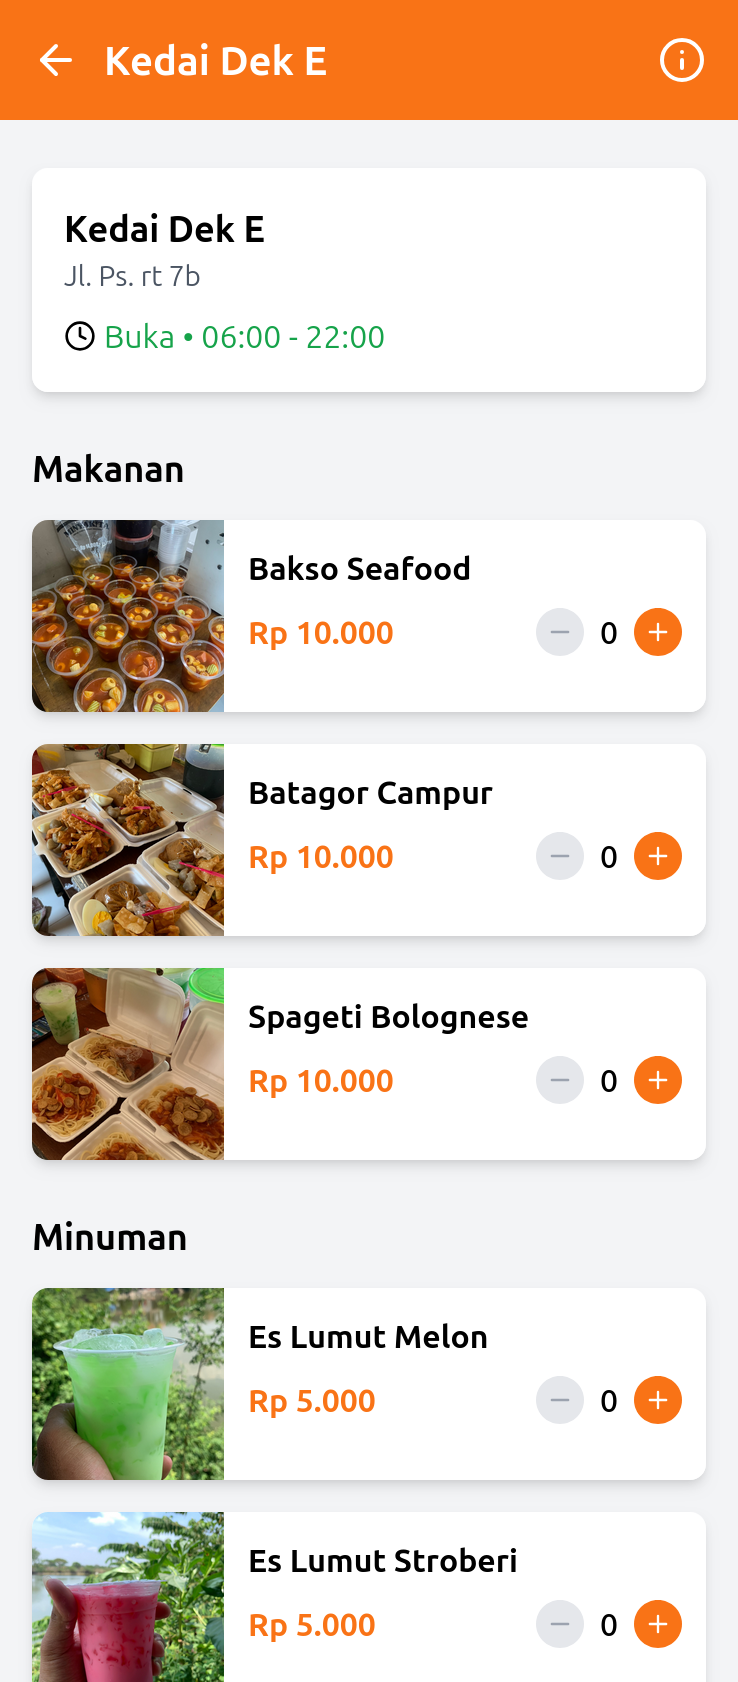 Kedai Dek E
Kedai Dek E
Jl. Ps. rt 7b
Buka • 06:00 - 22:00
Makanan
Bakso Seafood
Rp 10.000
0
Batagor Campur
Rp 10.000
0
Spageti Bolognese
Rp 10.000
0
Minuman
Es Lumut Melon
Rp 5.000
0
Es Lumut Stroberi
Rp 5.000
0